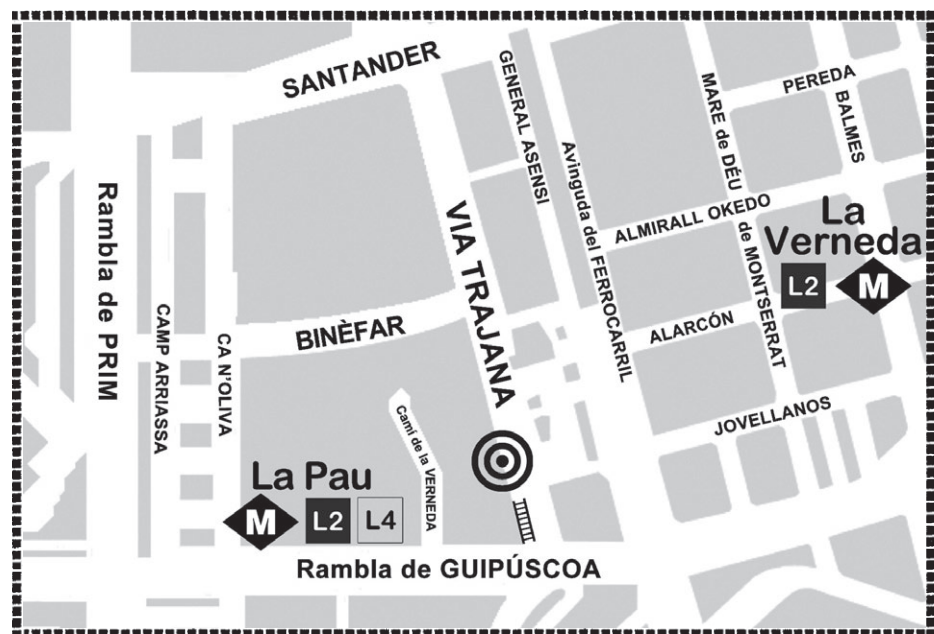 SANTANDER
GENERAL ASENSI
MARE de DÉU
de MONTSERRAT
PEREDA
BALMES
Avinguda del FERROCARRIL
Rambla de PRIM
VIA TRAJANA
ALMIRALL OKEDO
La
Verneda
L2 M
CAMP ARRIASSA
CA N'OLIVA
BINÈFAR
ALARCÓN
Camí de la VERNEDA
JOVELLANOS
La Pau
M L2 L4
Rambla de GUIPÚSCOA